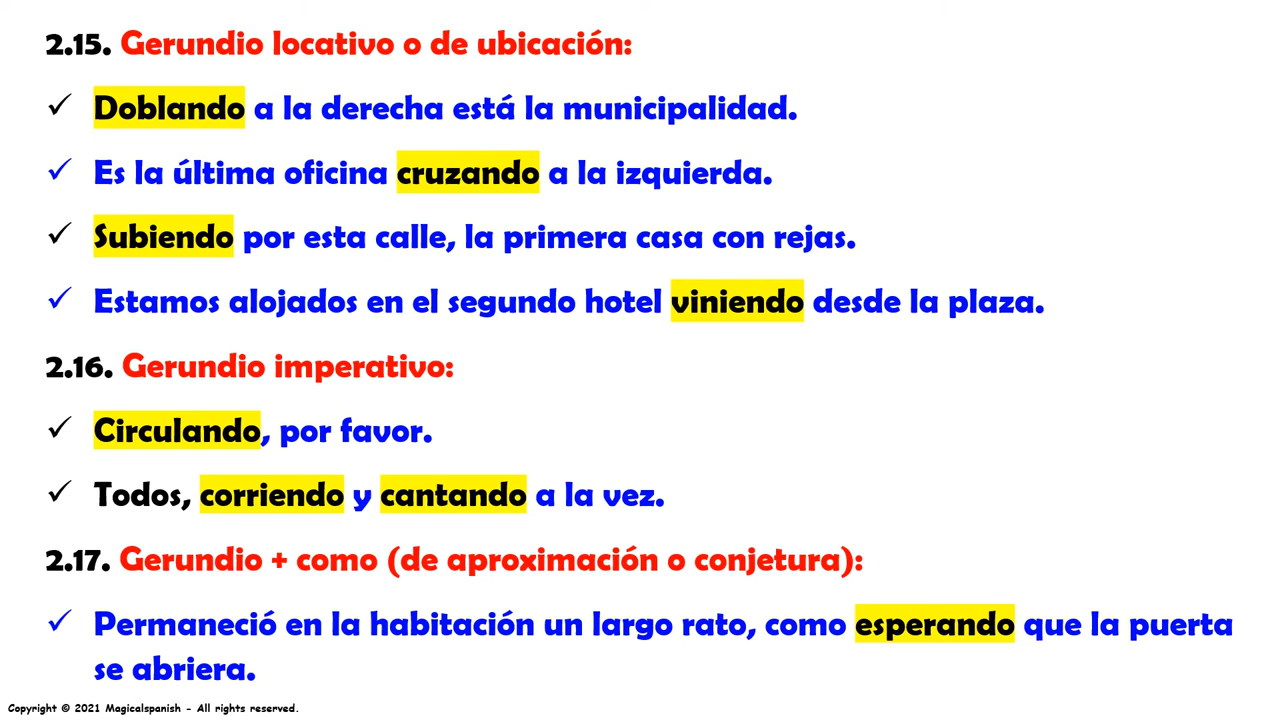 2.15. Gerundio locativo o de ubicación:
✓ Doblando a la derecha está la municipalidad.
✓ Es la última oficina cruzando a la izquierda.
✓ Subiendo por esta calle, la primera casa con rejas.
✓ Estamos alojados en el segundo hotel viniendo desde la plaza.
2.16. Gerundio imperativo:
✓ Circulando, por favor.
✓ Todos, corriendo y cantando a la vez.
2.17. Gerundio + como (de aproximación o conjetura):
✓ Permaneció en la habitación un largo rato, como esperando que la puerta
se abriera.
Copyright © 2021 Magicalspanish - All rights reserved.